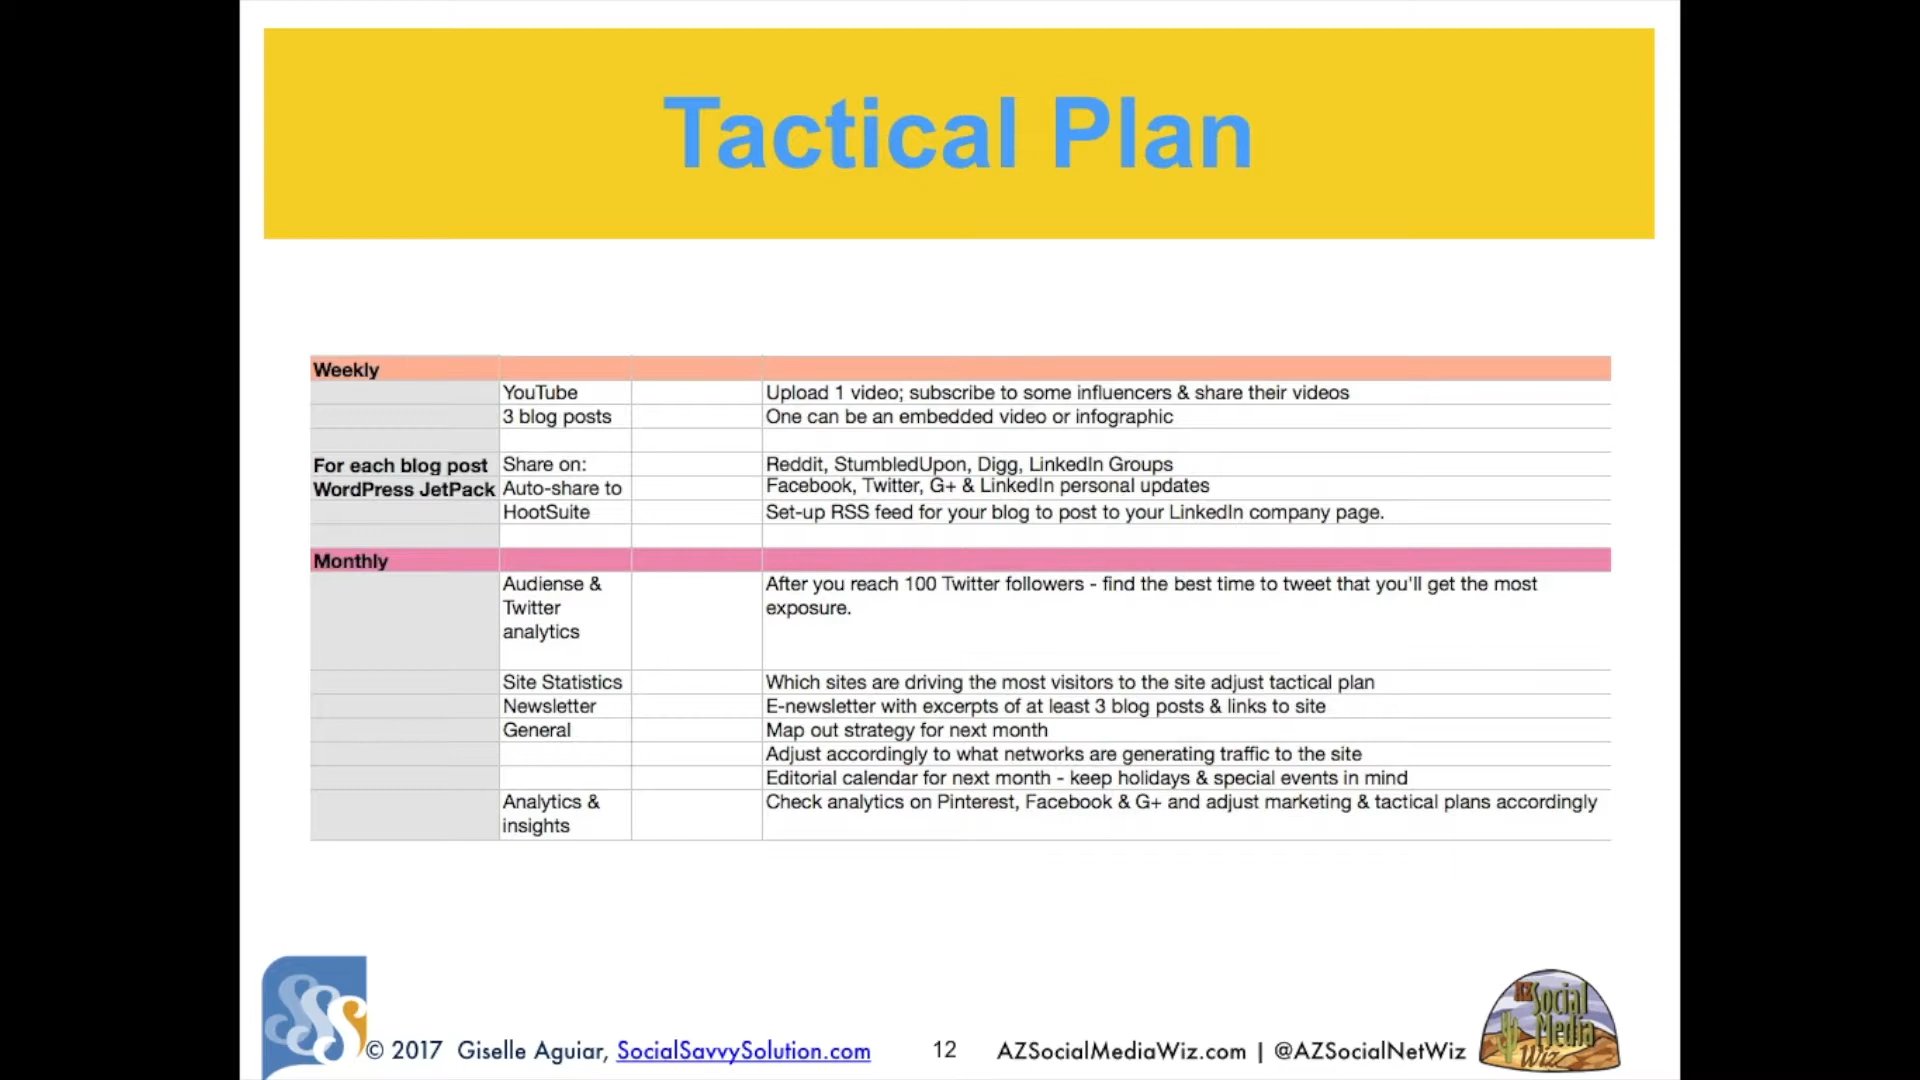 Tactical Plan
Weekly
YouTube Upload 1 video; subscribe to some influencers & share their videos
3 blog posts One can be an embedded video or infographic
For each blog post Share on: Reddit, StumbledUpon, Digg, LinkedIn Groups
WordPress JetPack Auto-share to Facebook, Twitter, G+ & LinkedIn personal updates
HootSuite Set-up RSS feed for your blog to post to your LinkedIn company page.
Monthly
Audiense & After you reach 100 Twitter followers - find the best time to tweet that you'll get the most
Twitter exposure.
analytics
Site Statistics Which sites are driving the most visitors to the site adjust tactical plan
Newsletter E-newsletter with excerpts of at least 3 blog posts & links to site
General Map out strategy for next month
Adjust accordingly to what networks are generating traffic to the site
Editorial calendar for next month - keep holidays & special events in mind
Analytics & Check analytics on Pinterest, Facebook & G+ and adjust marketing & tactical plans accordingly
insights
SSS
© 2017 Giselle Aguiar, SocialSavvySolution.com 12 AZSocialMediaWiz.com | @AZSocialNetWiz
AZ Social
Media
Wiz